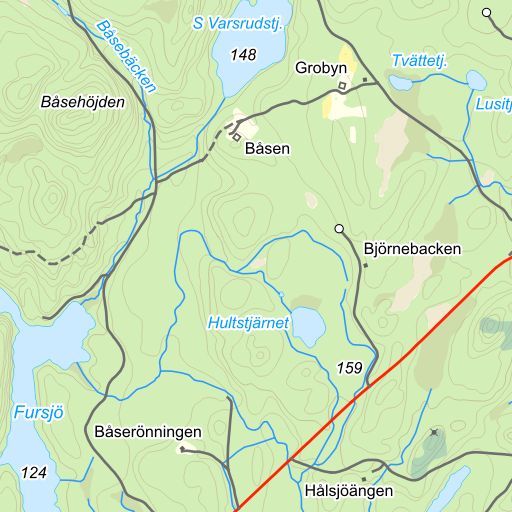 S Varsrudstj.
Båsebäcken
148
Tvättetj.
Grobyn
Båsehöjden
Lusitj
Båsen
Björnebacken
Hultstjärnet
159
Fursjö
Båserönningen
124
Hålsjöängen